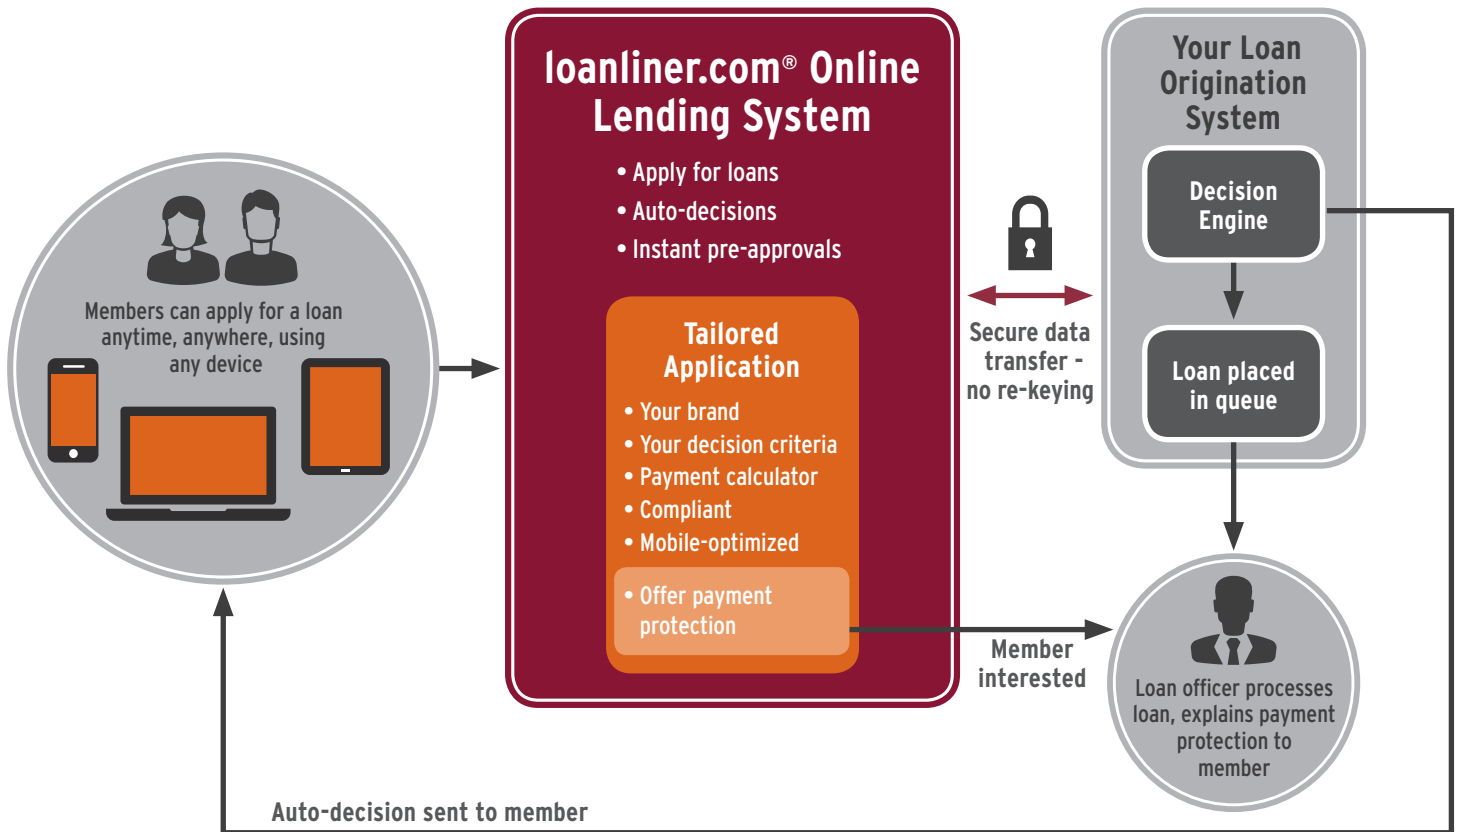 Members can apply for a loan
anytime, anywhere, using
any device
loanliner.com® Online
Lending System
• Apply for loans
• Auto-decisions
• Instant pre-approvals
Tailored
Application
• Your brand
• Your decision criteria
• Payment calculator
• Compliant
• Mobile-optimized
• Offer payment
protection
Secure data
transfer -
no re-keying
Your Loan
Origination
System
Decision
Engine
Loan placed
in queue
Member
interested
Loan officer processes
loan, explains payment
protection to
member
Auto-decision sent to member